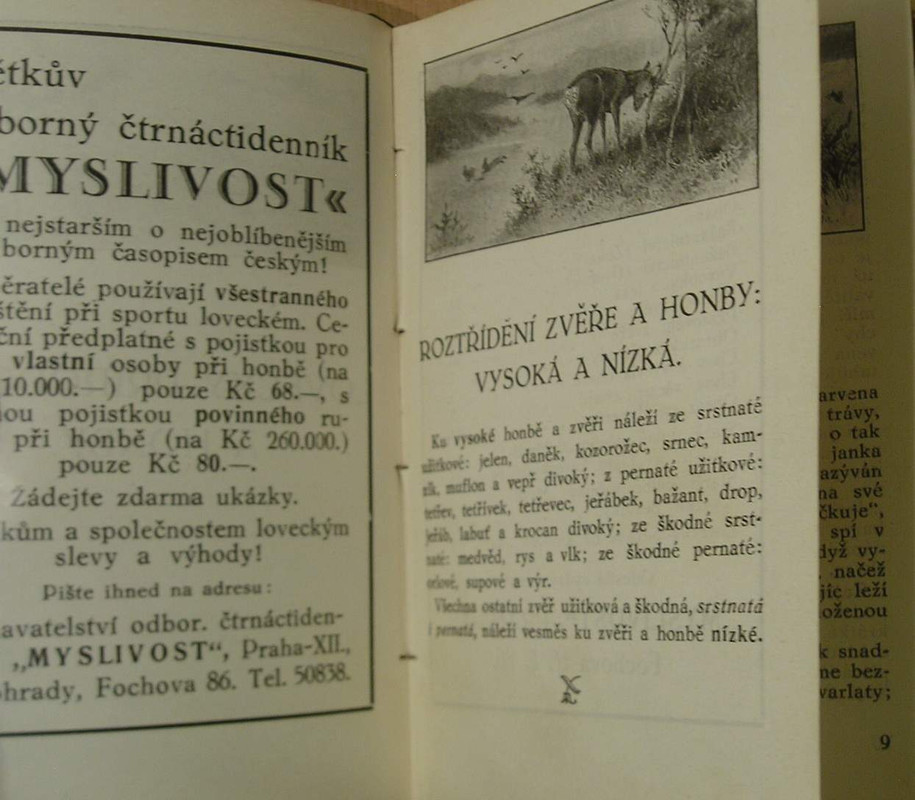 ětkův
borný čtrnáctidenník
MYSLIVOST«
nejstarším o nejoblíbenějším
borným časopisem českým!
ěratelé používají všestranného
štění při sportu loveckém. Ce-
ční předplatné s pojistkou pro
vlastní osoby při honbě (na
10.000.—) pouze Kč 68.—, s
ou pojistkou povinného ru-
při honbě (na Kč 260.000.)
pouze Kč 80.—.
Žádejte zdarma ukázky.
kům a společnostem loveckým
slevy a výhody!
Pište ihned na adresu:
avatelství odbor. čtrnáctiden-
„MYSLIVOST“, Praha-XII.,
ohrady, Fochova 86. Tel. 50838.
ROZTŘÍDĚNÍ ZVĚŘE A HONBY:
VYSOKÁ A NÍZKÁ.
Ku vysoké honbě a zvěři náleží ze srstnaté
užitkové: jelen, daněk, kozorožec, srnec, kam-
zík, muflon a vepř divoký; z pernaté užitkové:
tetřev, tetřívek, tetřevec, jeřábek, bažant, drop,
jeřáb, labuť a krocan divoký; ze škodné srst-
naté: medvěd, rys a vlk; ze škodné pernaté:
orlové, supové a výr.
Všechna ostatní zvěř užitková a škodná, srstnatá
i pernatá, náleží vesměs ku zvěři a honbě nízké.
arvena
trávy,
o tak
janka
azýván
na své
čkuje“,
spí v
dyž vy-
, načež
jíc leží
oženou
k snad-
ne bez-
varlaty;
9